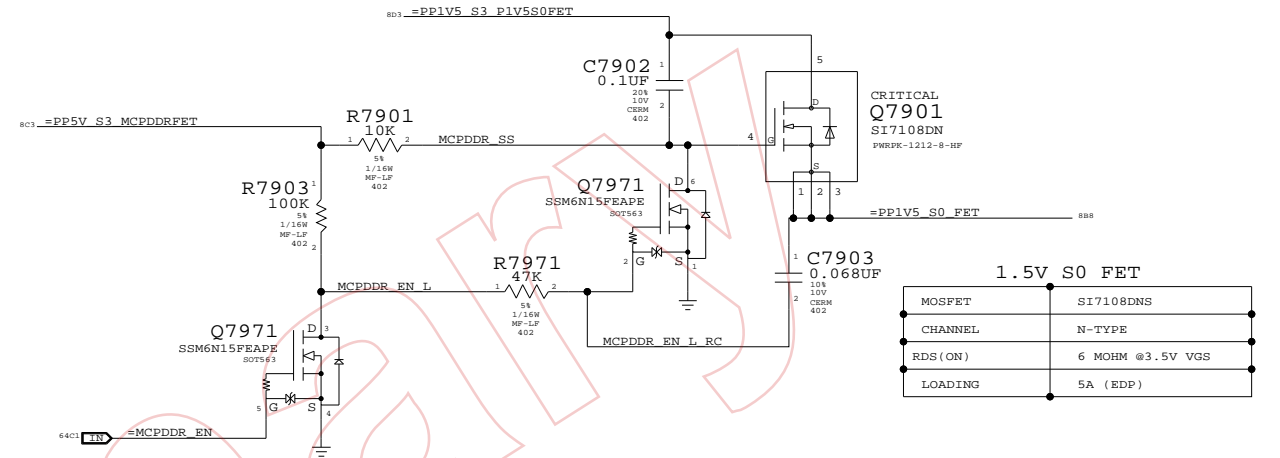 8D3 =PP1V5_S3_P1V5S0FET
C7902
0.1UF
20%
10V
CERM
402
1
2
5
D
4
G
S
1 2 3
CRITICAL
Q7901
SI7108DN
PWRPK-1212-8-HF
8C3 =PP5V_S3_MCPDDRFET
R7901
10K
1 2
5%
1/16W
MF-LF
402
MCPDDR_SS
R7903
100K
5%
1/16W
MF-LF
402
1
2
Q7971
SSM6N15FEAPE
SOT563
D 6
2 G S 1
=PP1V5_S0_FET 8B8
C7903
0.068UF
10%
10V
CERM
402
1
2
MCPDDR_EN_L
R7971
47K
1 2
5%
1/16W
MF-LF
402
MCPDDR_EN_L_RC
Q7971
SSM6N15FEAPE
SOT563
D 3
5 G S 4
64C1 IN =MCPDDR_EN
1.5V S0 FET
MOSFET SI7108DNS
CHANNEL N-TYPE
RDS(ON) 6 MOHM @3.5V VGS
LOADING 5A (EDP)
ary